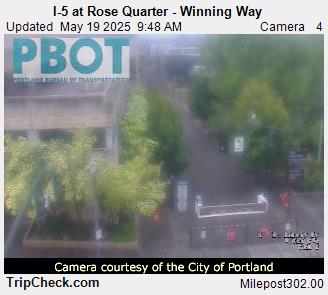 I-5 at Rose Quarter - Winning Way
Updated May 19 2025 9:48 AM Camera 4
PBOT
PORTLAND BUREAU OF TRANSPORTATION
Camera courtesy of the City of Portland
TripCheck.com Milepost302.00